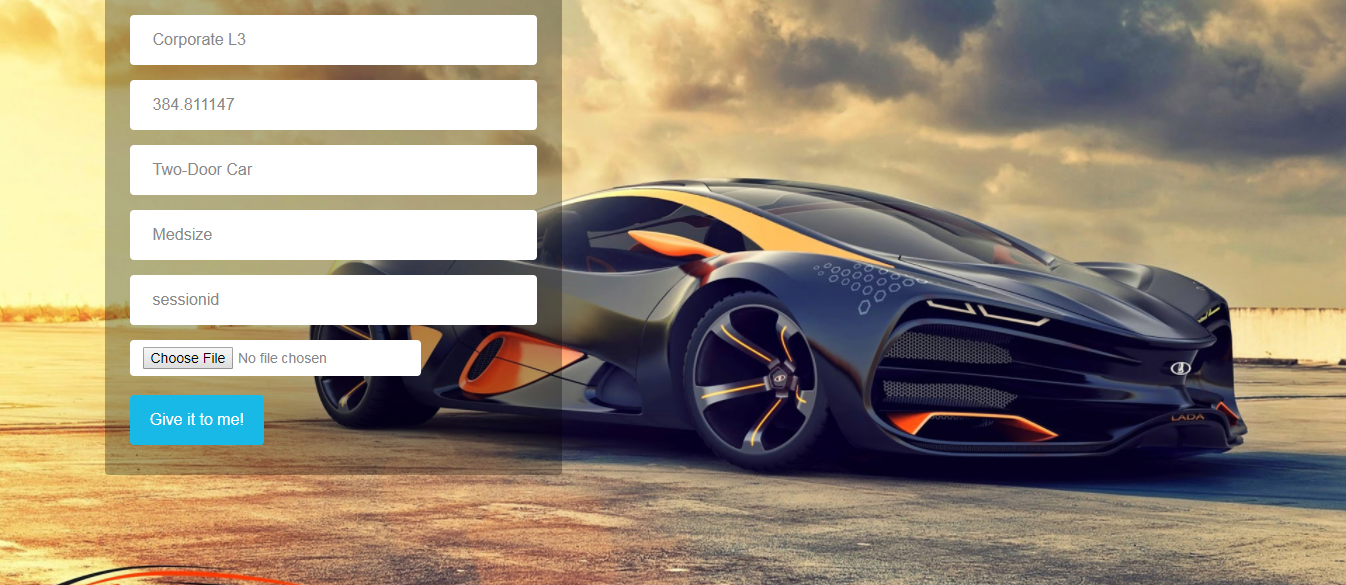 Corporate L3
384.811147
Two-Door Car
Medsize
sessionid
Choose File No file chosen
Give it to me!
LADA